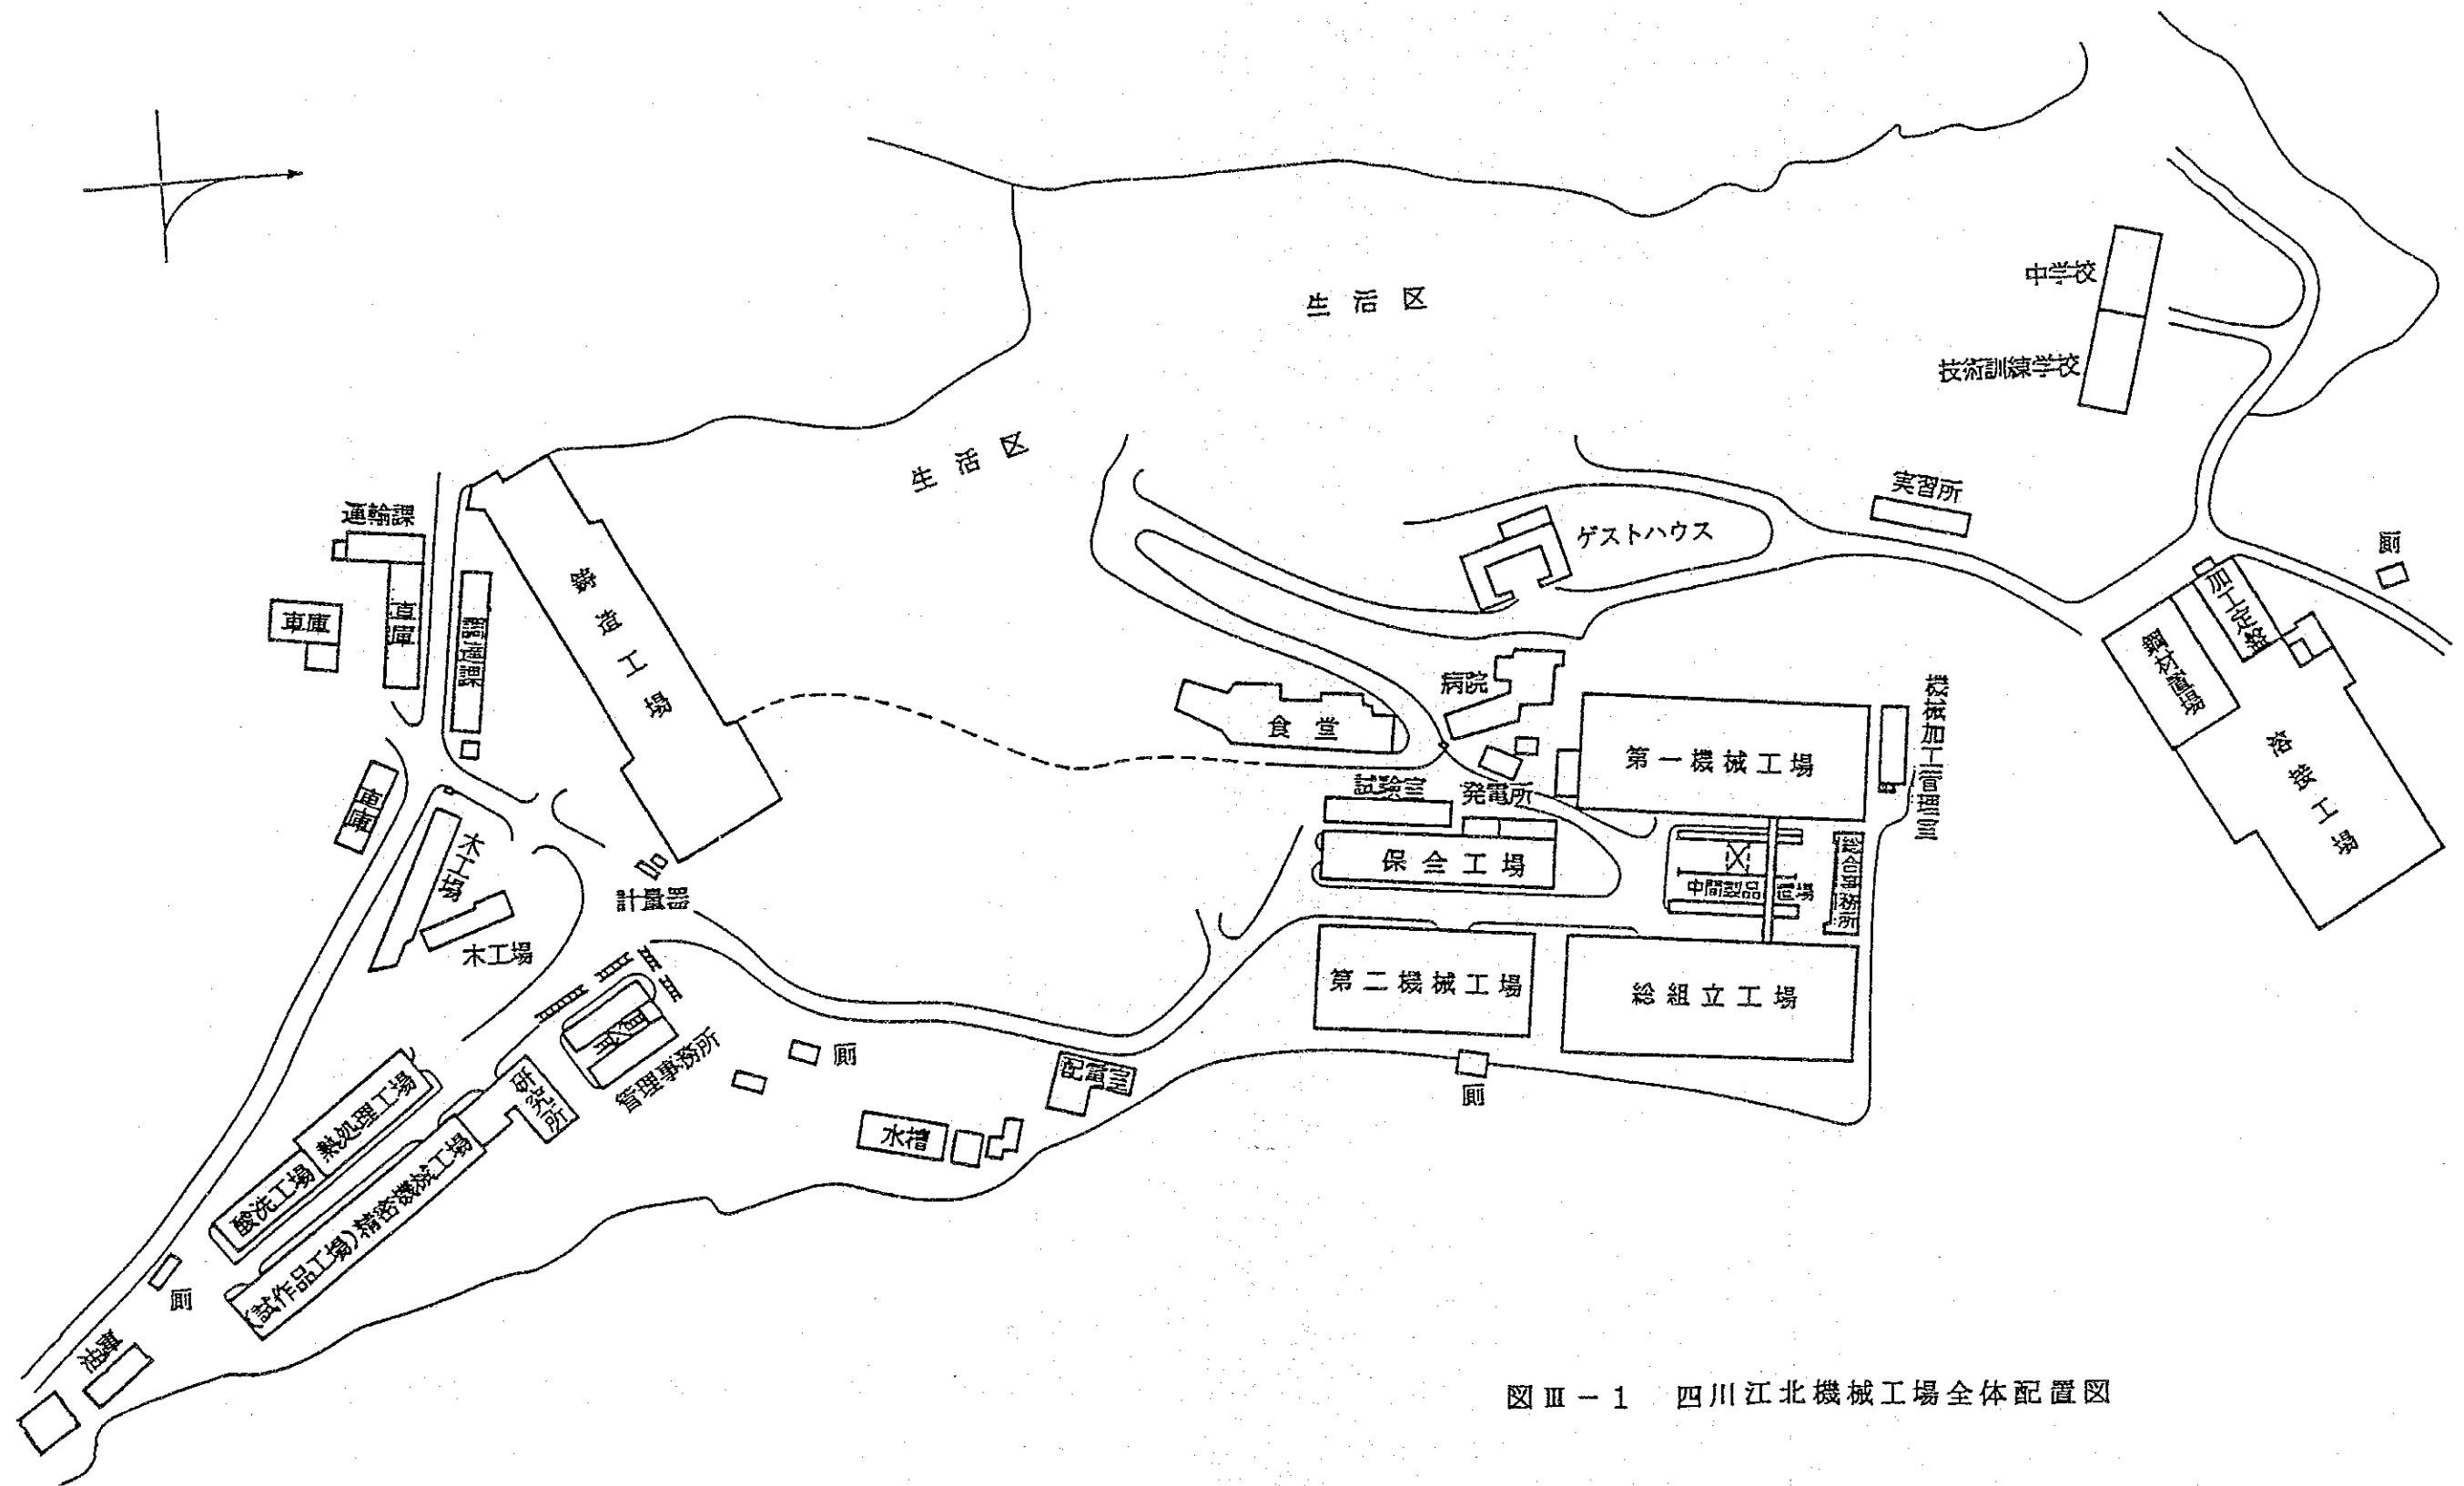 生活区
中学校
技術訓練学校
生活区
実習所
運輸課
ゲストハウス
厠
加工定盤
鋳造工場
車庫
車庫
調達課
鋼材置場
病院
溶接工場
食堂
機械加工管理室
第一機械工場
試験室
発電所
車庫
木工場
保全工場
総合事務所
中間製品置場
計量器
木工場
第二機械工場
総組立工場
管理事務所
厠
配電室
研究所
厠
熱処理工場
水槽
酸洗工場
(試作品工場)精密機械工場
厠
油庫
図Ⅲ-1 四川江北機械工場全体配置図